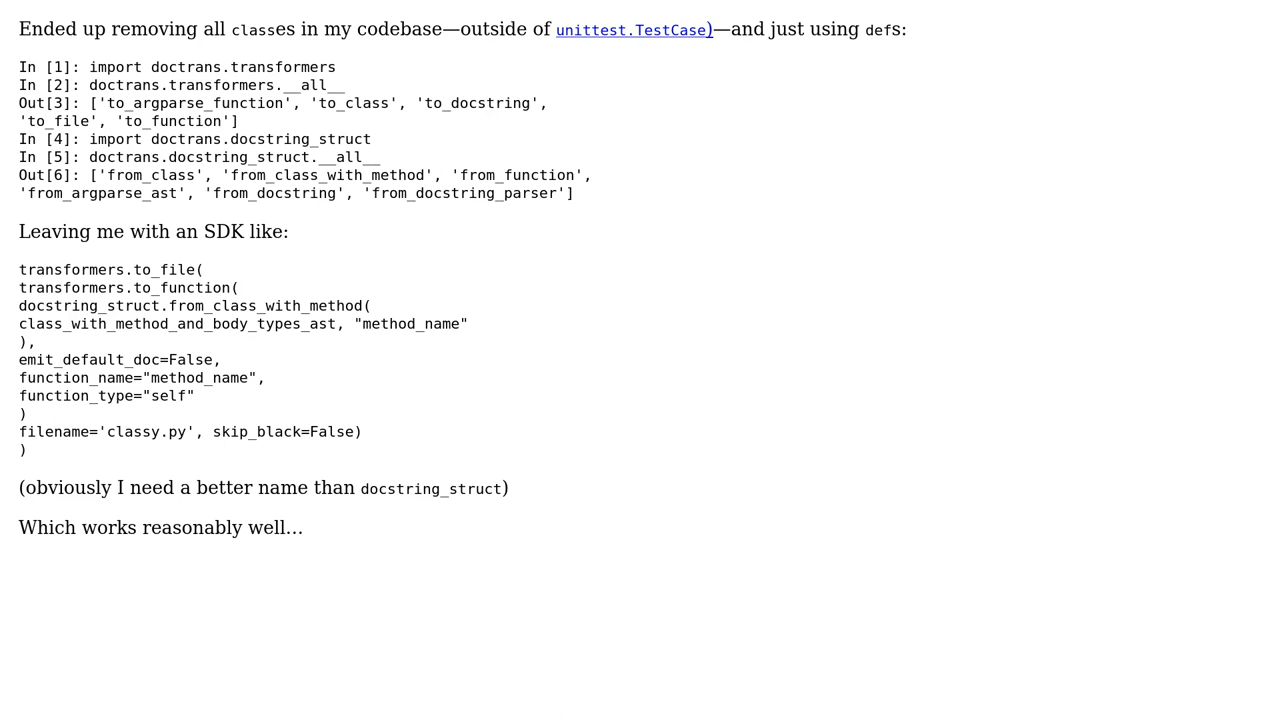 Ended up removing all classes in my codebase—outside of unittest.TestCase)—and just using defs:
In [1]: import doctrans.transformers
In [2]: doctrans.transformers.__all__
Out[3]: ['to_argparse_function', 'to_class', 'to_docstring',
'to_file', 'to_function']
In [4]: import doctrans.docstring_struct
In [5]: doctrans.docstring_struct.__all__
Out[6]: ['from_class', 'from_class_with_method', 'from_function',
'from_argparse_ast', 'from_docstring', 'from_docstring_parser']
Leaving me with an SDK like:
transformers.to_file(
transformers.to_function(
docstring_struct.from_class_with_method(
class_with_method_and_body_types_ast, "method_name"
),
emit_default_doc=False,
function_name="method_name",
function_type="self"
)
filename='classy.py', skip_black=False)
)
(obviously I need a better name than docstring_struct)
Which works reasonably well…